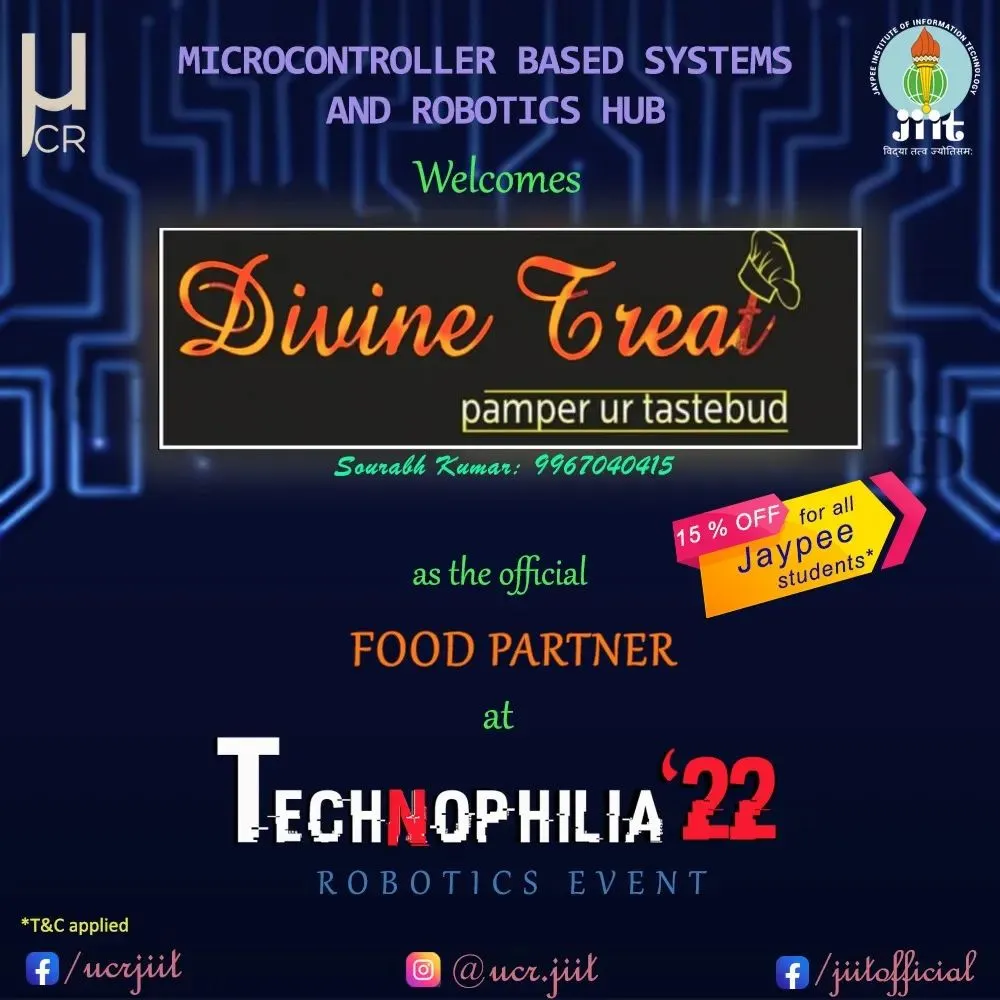 µCR
MICROCONTROLLER BASED SYSTEMS
AND ROBOTICS HUB
JAYPEE INSTITUTE OF INFORMATION TECHNOLOGY
jiit
विद्या तत्व ज्योतिसम:
Welcomes
Divine Treat
pamper ur tastebud
Sourabh Kumar: 9967040415
15 % OFF for all
Jaypee
students*
as the official
FOOD PARTNER
at
TECHNOPHILIA '22
ROBOTICS EVENT
*T&C applied
/ucrjiit
@ucr.jiit
/jiitofficial